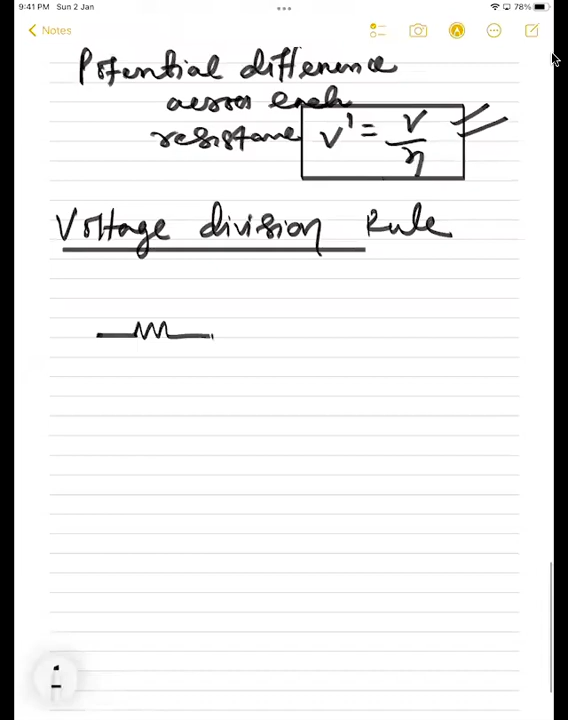 9:41 PM Sun 2 Jan
78%
Notes
Potential difference
across each
resistance V' = V/n
Voltage division Rule